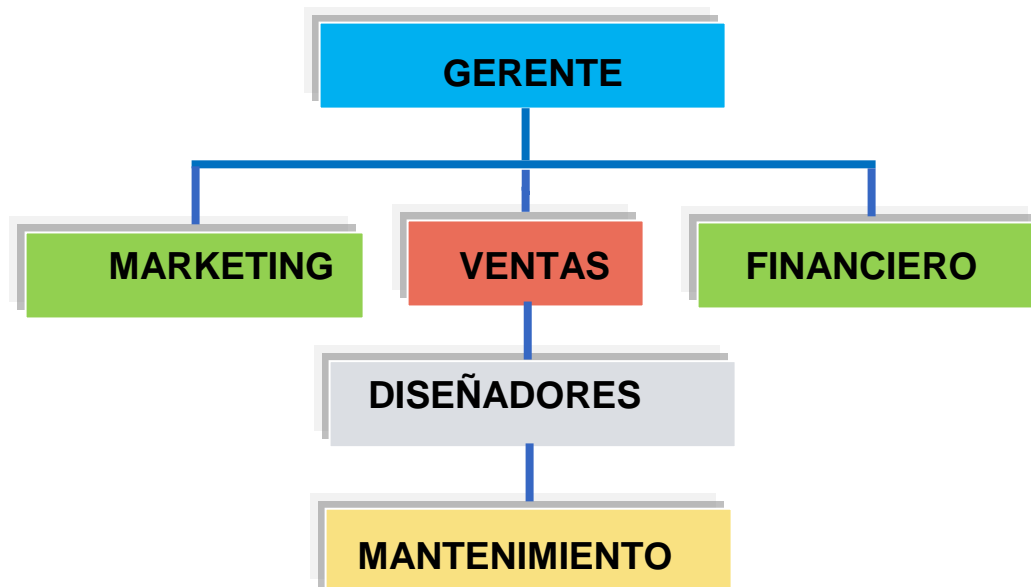 GERENTE
MARKETING
VENTAS
FINANCIERO
DISEÑADORES
MANTENIMIENTO